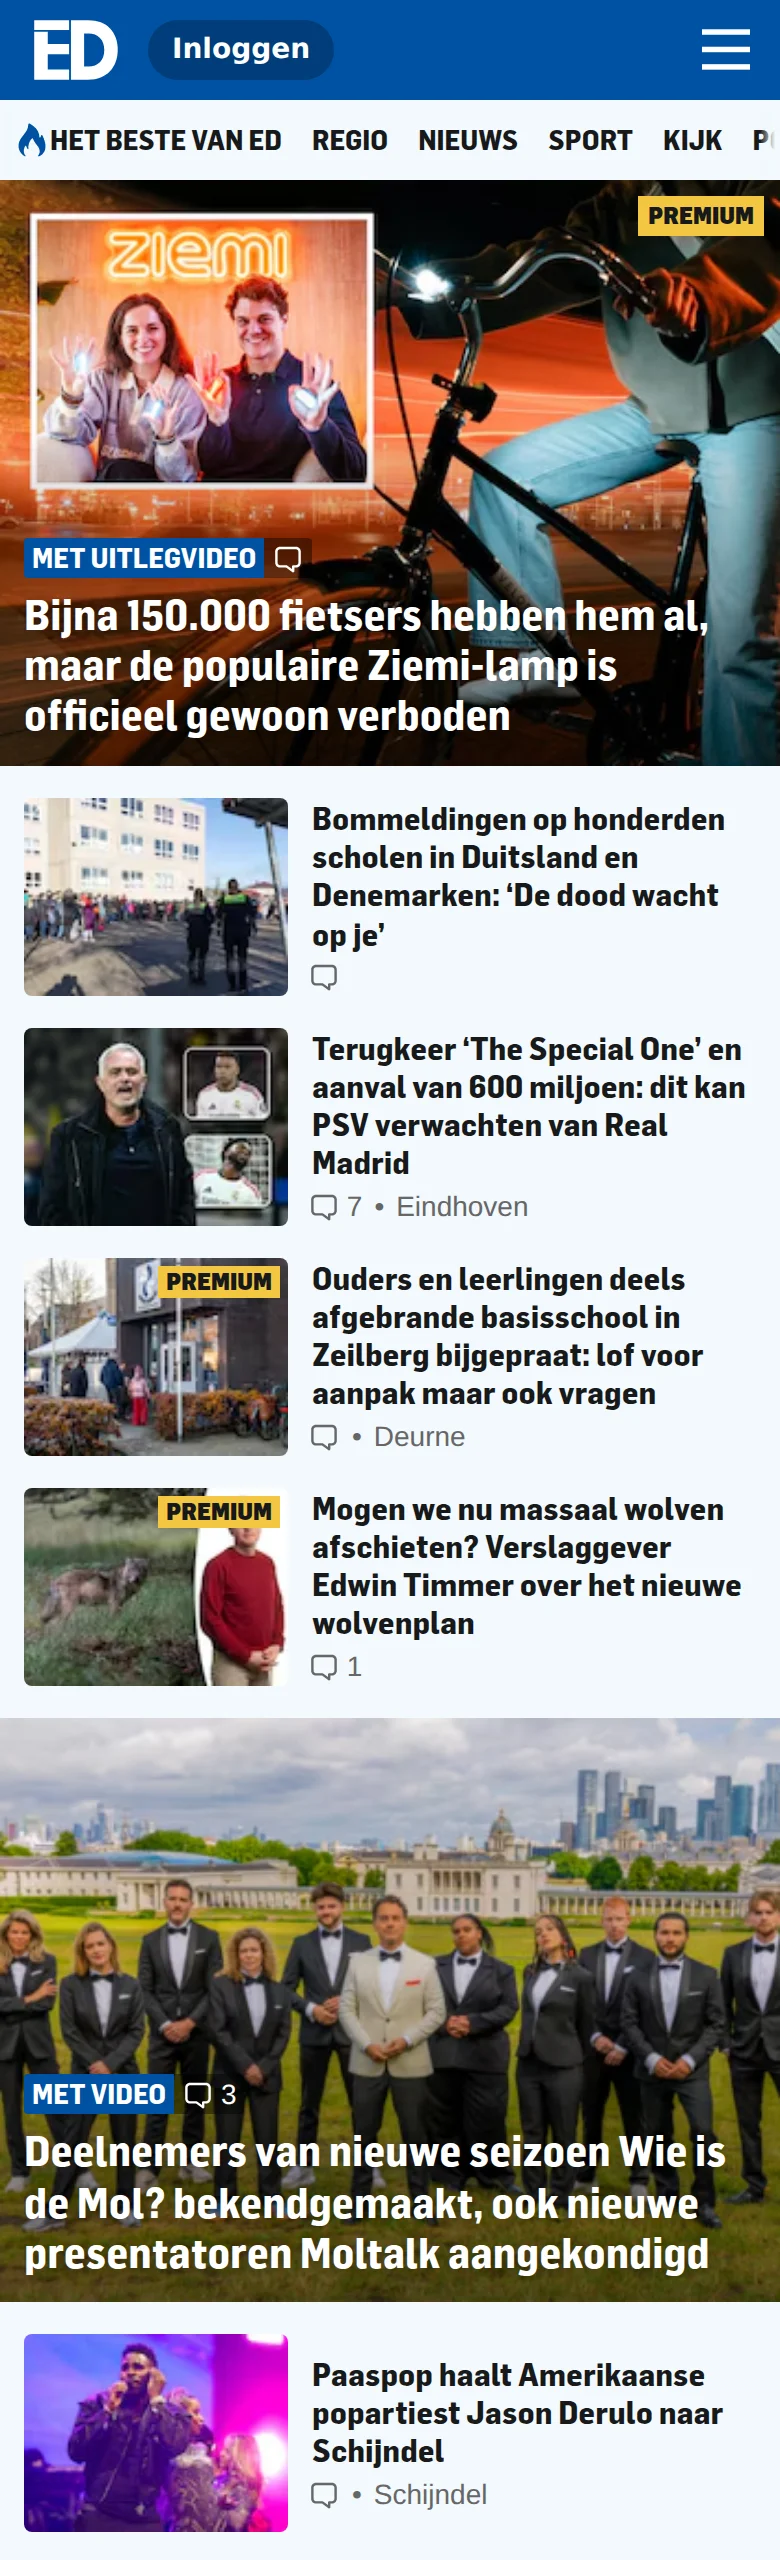 ED
Inloggen
HET BESTE VAN ED
REGIO
NIEUWS
SPORT
KIJK
PREMIUM
ziemi
MET UITLEGVIDEO
Bijna 150.000 fietsers hebben hem al,
maar de populaire Ziemi-lamp is
officieel gewoon verboden
Bommeldingen op honderden
scholen in Duitsland en
Denemarken: ‘De dood wacht
op je’
Terugkeer ‘The Special One’ en
aanval van 600 miljoen: dit kan
PSV verwachten van Real
Madrid
7 • Eindhoven
PREMIUM
Ouders en leerlingen deels
afgebrande basisschool in
Zeilberg bijgepraat: lof voor
aanpak maar ook vragen
• Deurne
PREMIUM
Mogen we nu massaal wolven
afschieten? Verslaggever
Edwin Timmer over het nieuwe
wolvenplan
1
MET VIDEO
3
Deelnemers van nieuwe seizoen Wie is
de Mol? bekendgemaakt, ook nieuwe
presentatoren Moltalk aangekondigd
Paaspop haalt Amerikaanse
popartiest Jason Derulo naar
Schijndel
• Schijndel